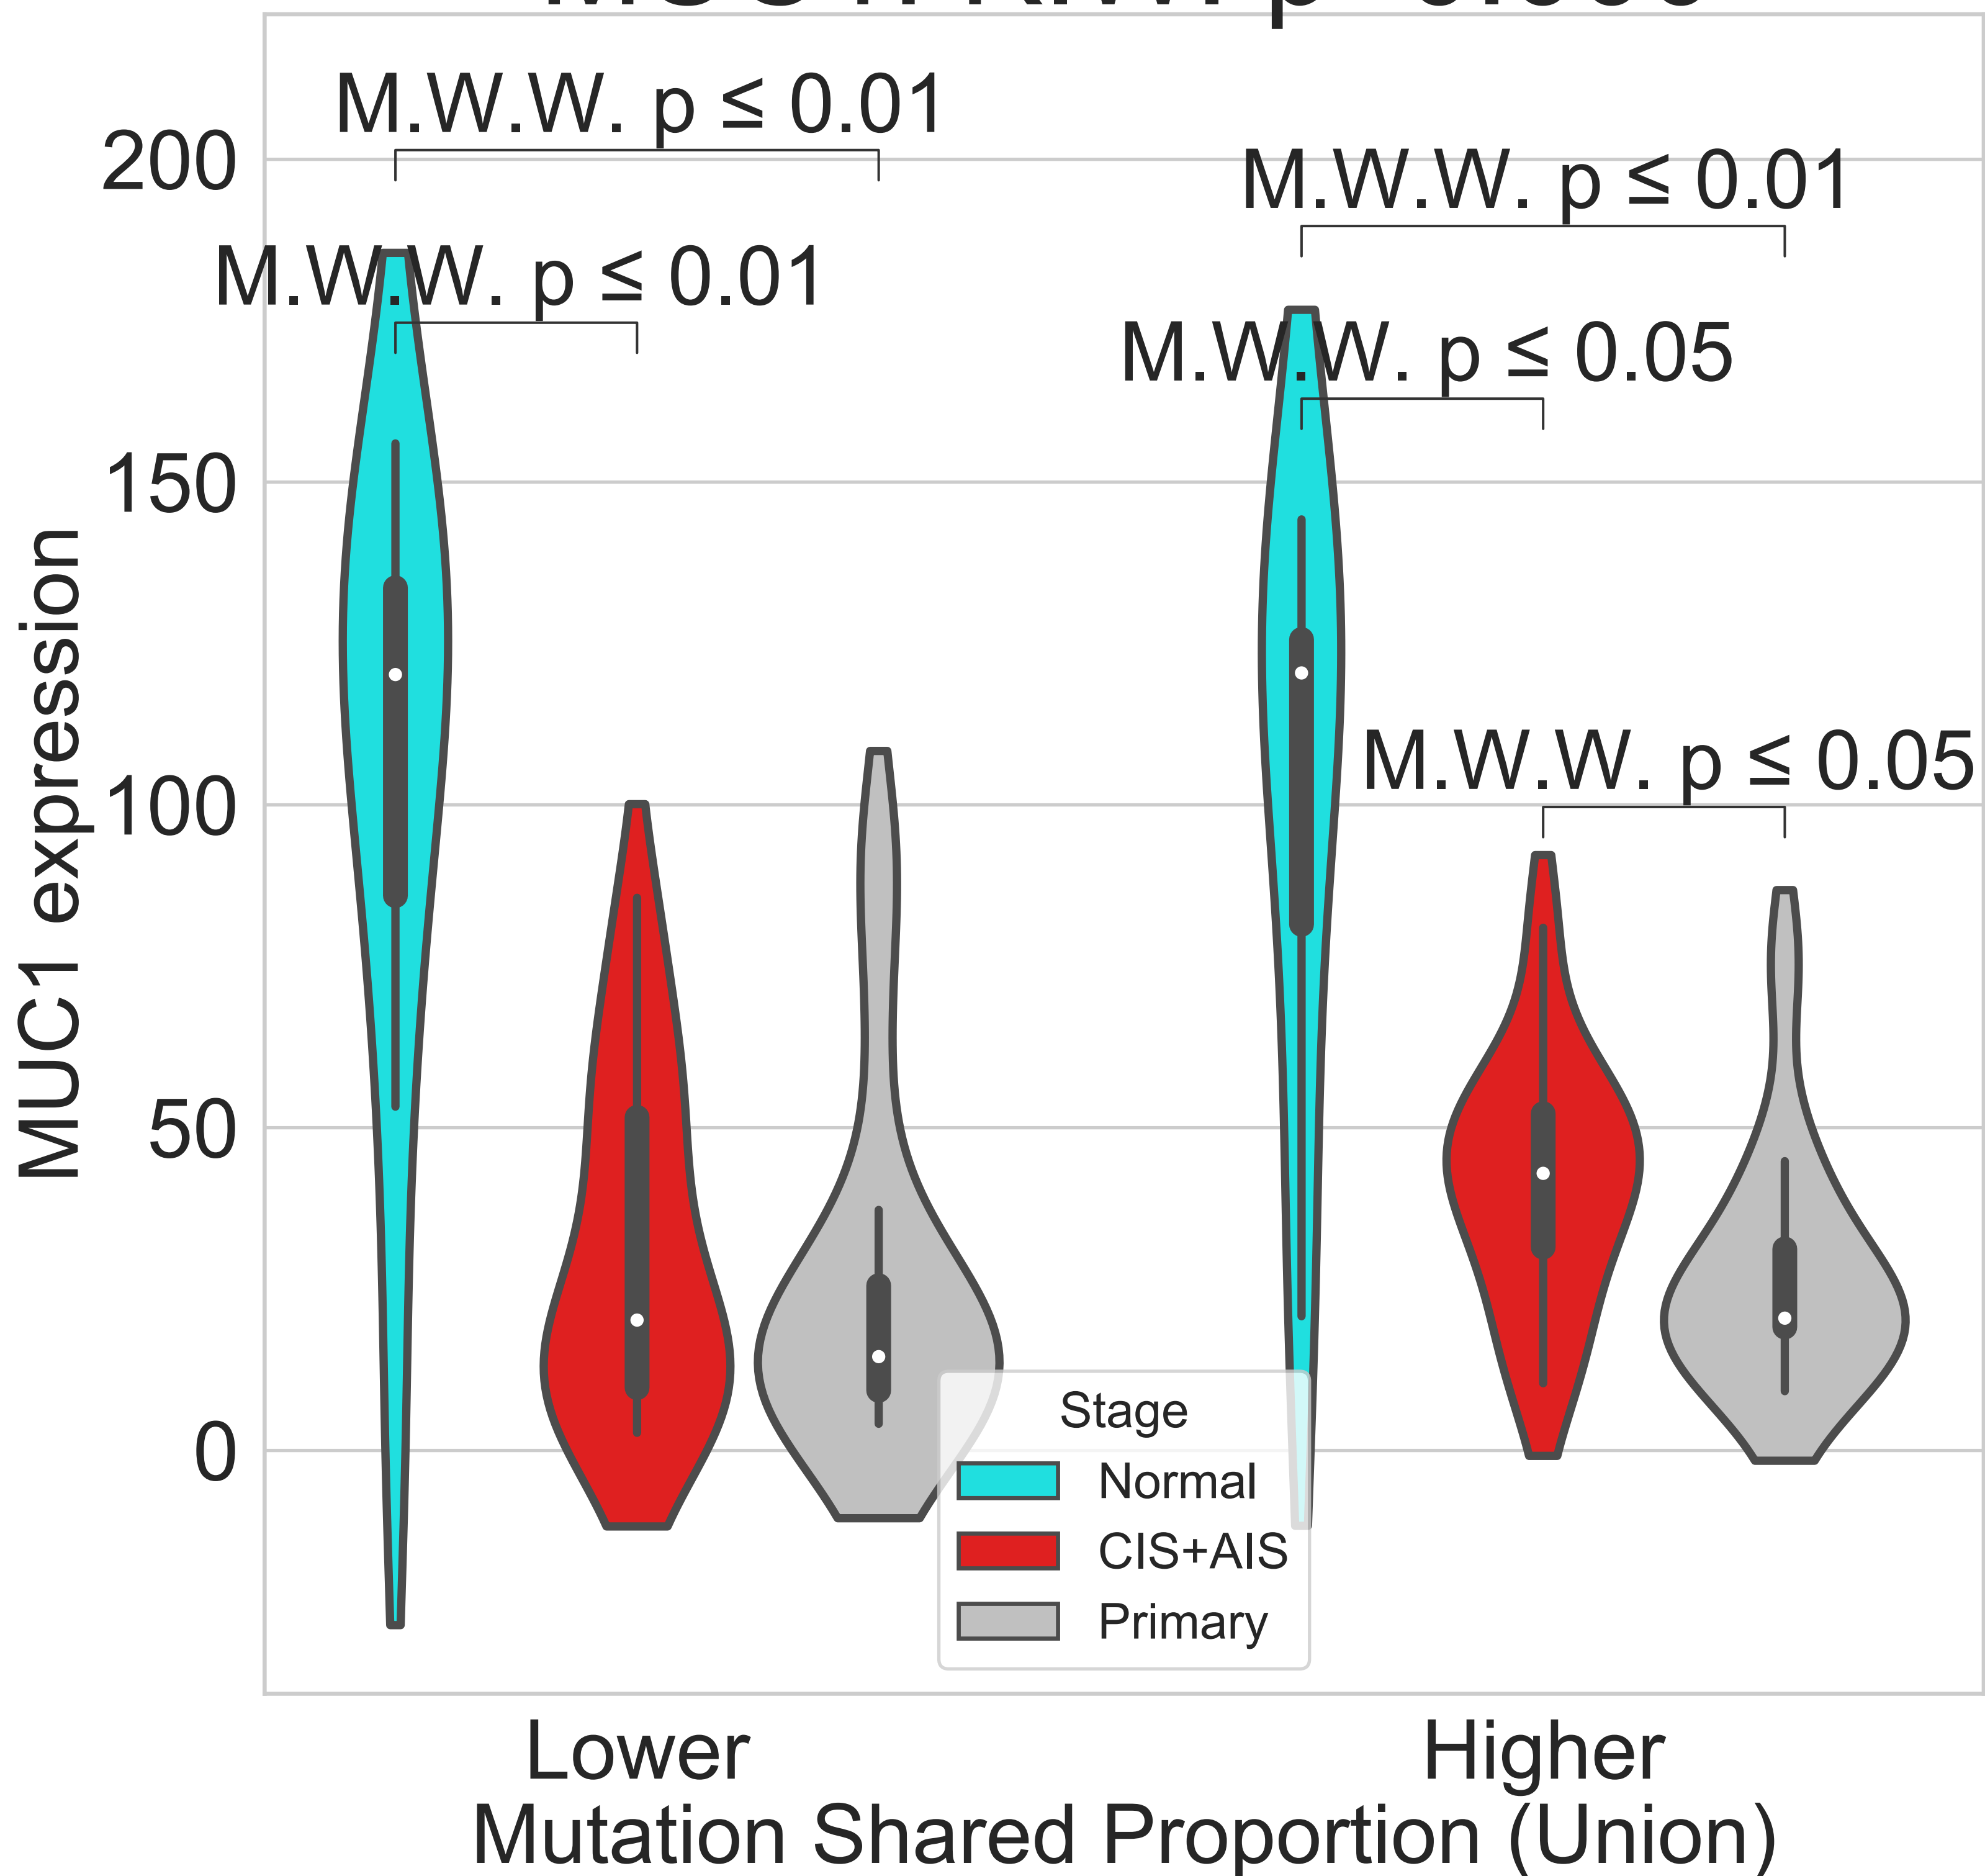 M.W.W. p ≤ 0.01
200
M.W.W. p ≤ 0.01
M.W.W. p ≤ 0.01
M.W.W. p ≤ 0.05
150
M.W.W. p ≤ 0.05
100
50
0
MUC1 expression
Stage
Normal
CIS+AIS
Primary
Lower
Higher
Mutation Shared Proportion (Union)